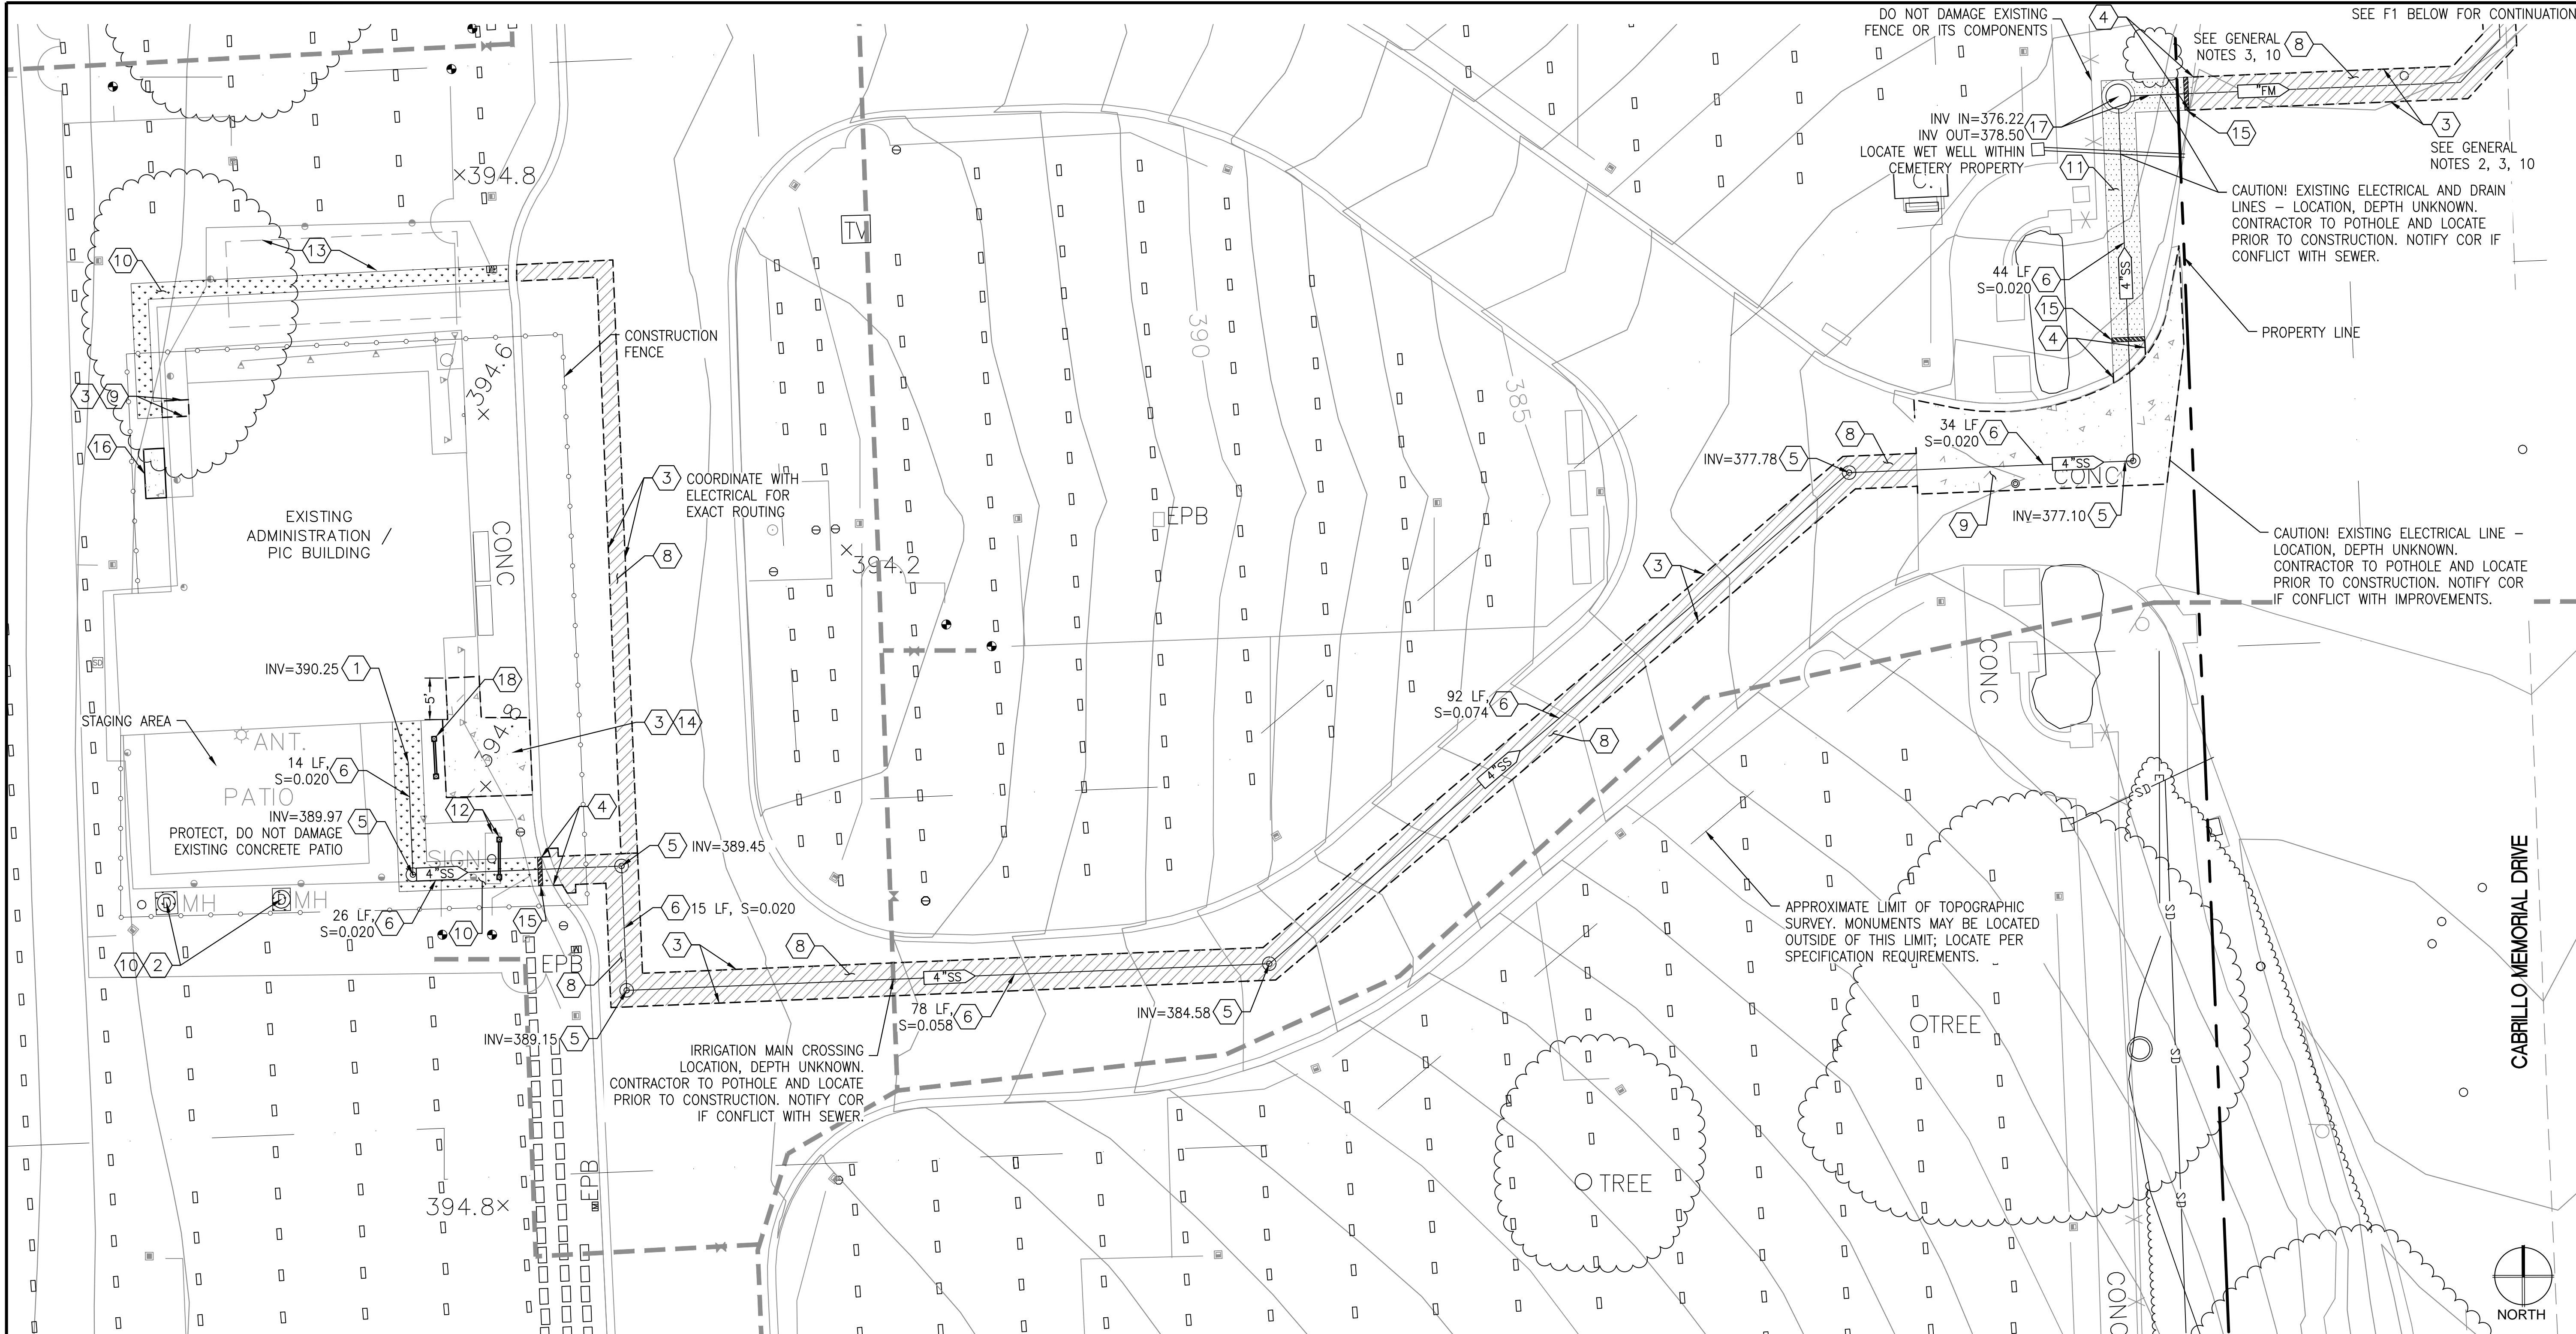 DO NOT DAMAGE EXISTING
FENCE OR ITS COMPONENTS
4
SEE F1 BELOW FOR CONTINUATION
SEE GENERAL
NOTES 3, 10
8
"FM
INV IN=376.22
INV OUT=378.50
17
LOCATE WET WELL WITHIN
CEMETERY PROPERTY
15
3
SEE GENERAL
NOTES 2, 3, 10
11
C.
CAUTION! EXISTING ELECTRICAL AND DRAIN
LINES – LOCATION, DEPTH UNKNOWN.
CONTRACTOR TO POTHOLE AND LOCATE
PRIOR TO CONSTRUCTION. NOTIFY COR IF
CONFLICT WITH SEWER.
×394.8
TV
13
10
44 LF
S=0.020
6
4"SS
15
4
PROPERTY LINE
CONSTRUCTION
FENCE
×394.6
390
385
3
9
16
34 LF
S=0.020
6
8
INV=377.78
5
4"SS
CONC
9
INV=377.10
5
3
COORDINATE WITH
ELECTRICAL FOR
EXACT ROUTING
EXISTING
ADMINISTRATION /
PIC BUILDING
CONC
8
EPB
×
394.2
CAUTION! EXISTING ELECTRICAL LINE –
LOCATION, DEPTH UNKNOWN.
CONTRACTOR TO POTHOLE AND LOCATE
PRIOR TO CONSTRUCTION. NOTIFY COR
IF CONFLICT WITH IMPROVEMENTS.
3
CONC
INV=390.25
1
SD
5'
18
STAGING AREA
3
14
×394.8
92 LF,
S=0.074
6
8
4"SS
ANT.
14 LF,
S=0.020
6
PATIO
12
4
INV=389.97
5
PROTECT, DO NOT DAMAGE
EXISTING CONCRETE PATIO
SIGN
4"SS
5
INV=389.45
E
SD
CABRILLO MEMORIAL DRIVE
D
MH
D
MH
26 LF,
S=0.020
6
10
15
6
15 LF, S=0.020
APPROXIMATE LIMIT OF TOPOGRAPHIC
SURVEY. MONUMENTS MAY BE LOCATED
OUTSIDE OF THIS LIMIT; LOCATE PER
SPECIFICATION REQUIREMENTS.
SD
10
2
EPB
8
3
8
4"SS
78 LF,
S=0.058
6
INV=384.58
5
INV=389.15
5
TREE
SD
IRRIGATION MAIN CROSSING
LOCATION, DEPTH UNKNOWN.
CONTRACTOR TO POTHOLE AND LOCATE
PRIOR TO CONSTRUCTION. NOTIFY COR
IF CONFLICT WITH SEWER.
TREE
SD
EPB
394.8×
CONC
NORTH